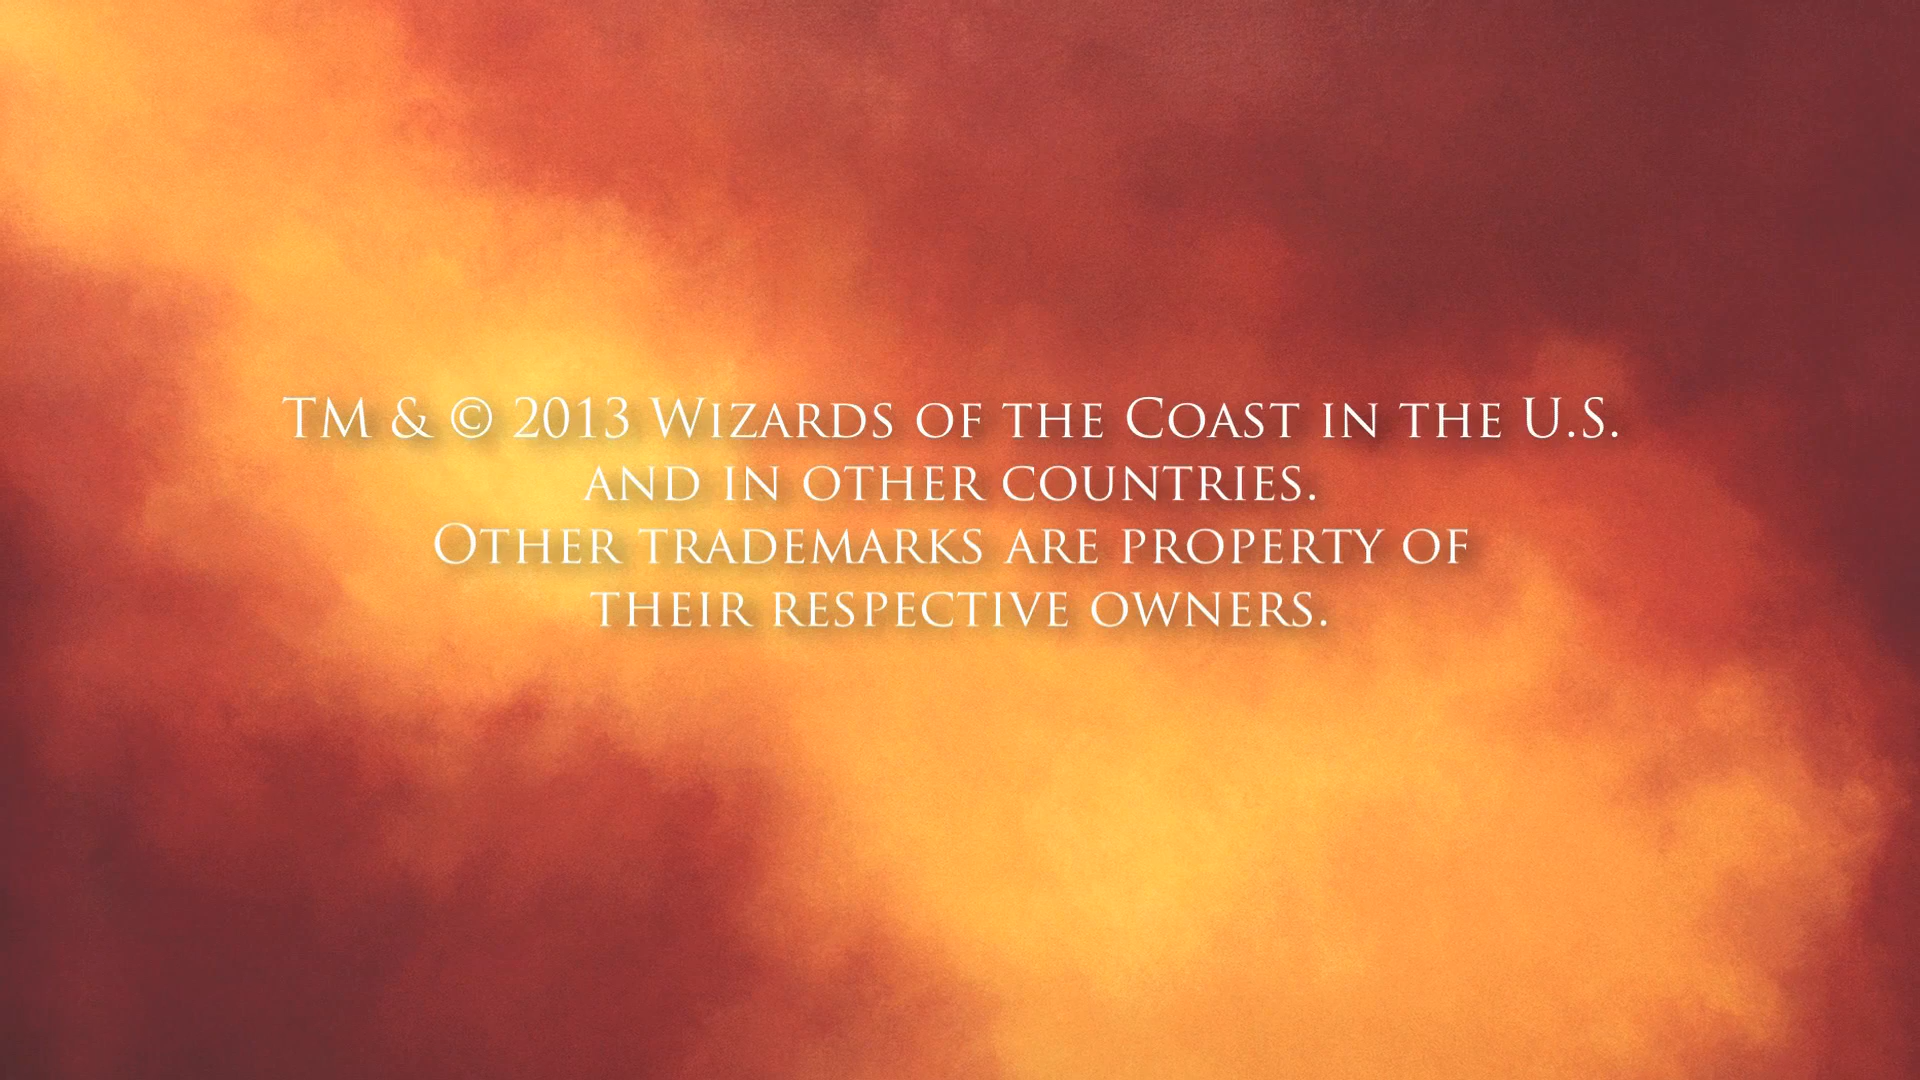 TM & © 2013 Wizards of the Coast in the U.S.
and in other countries.
Other trademarks are property of
their respective owners.